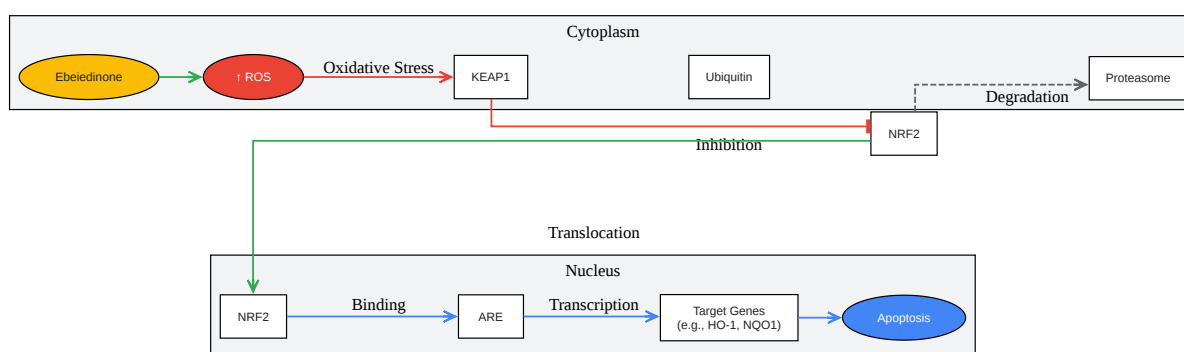 Cytoplasm
Ebeiedinone
↑ ROS
Oxidative Stress
KEAP1
Ubiquitin
Proteasome
Degradation
NRF2
Inhibition
Translocation
Nucleus
NRF2
Binding
ARE
Transcription
Target Genes
(e.g., HO-1, NQO1)
Apoptosis